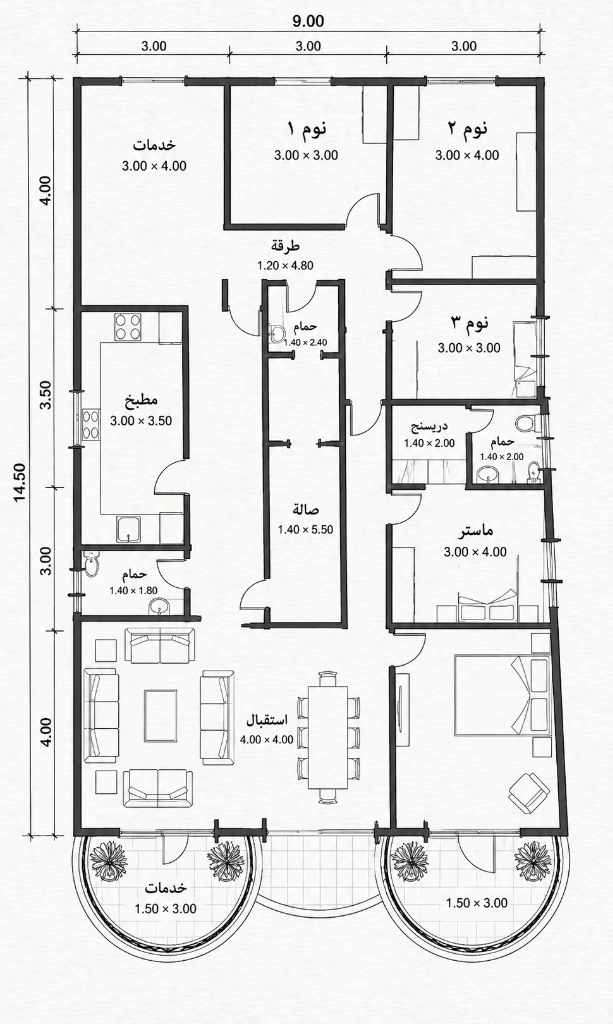 9.00
3.00
3.00
3.00
خدمات
3.00 × 4.00
نوم ١
3.00 × 3.00
نوم ٢
3.00 × 4.00
4.00
طرقة
1.20 × 4.80
حمام
1.40 × 2.40
نوم ٣
3.00 × 3.00
3.50
مطبخ
3.00 × 3.50
دريسنج
1.40 × 2.00
حمام
1.40 × 2.00
14.50
صالة
1.40 × 5.50
ماستر
3.00 × 4.00
3.00
حمام
1.40 × 1.80
4.00
استقبال
4.00 × 4.00
خدمات
1.50 × 3.00
1.50 × 3.00